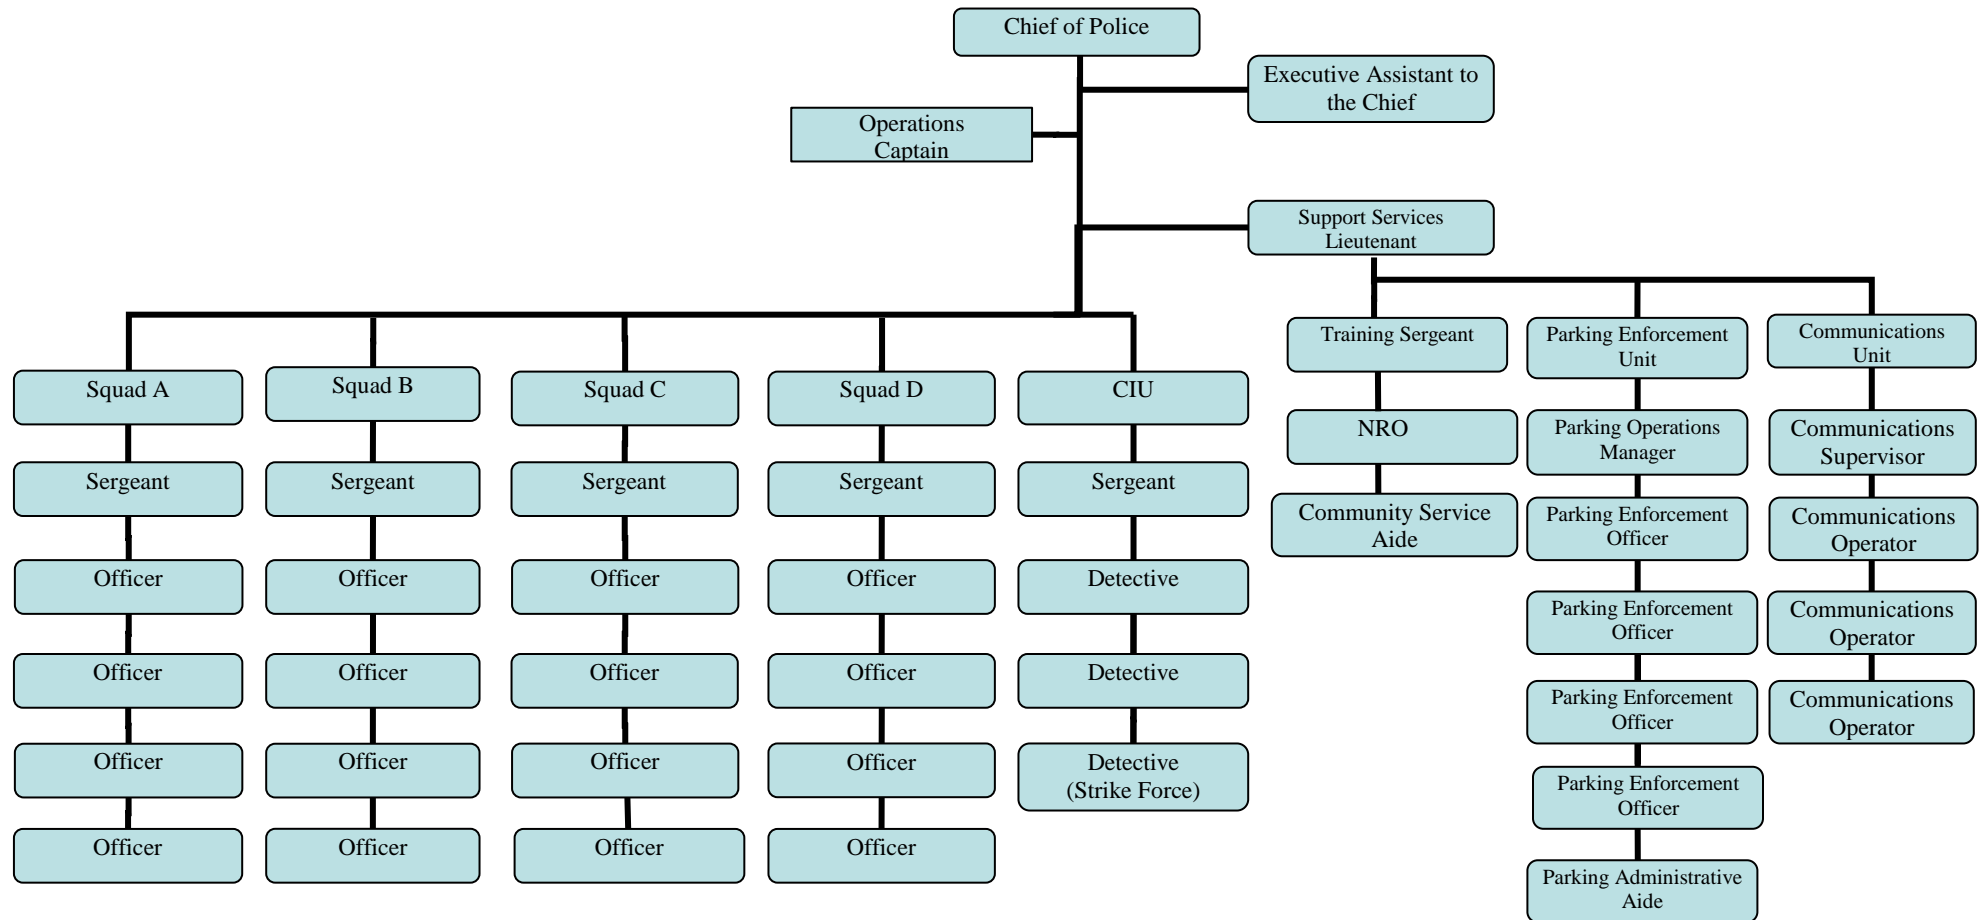 Chief of Police
Executive Assistant to
the Chief
Operations
Captain
Support Services
Lieutenant
Squad A
Sergeant
Officer
Officer
Officer
Officer
Squad B
Sergeant
Officer
Officer
Officer
Officer
Squad C
Sergeant
Officer
Officer
Officer
Officer
Squad D
Sergeant
Officer
Officer
Officer
Officer
CIU
Sergeant
Detective
Detective
Detective
(Strike Force)
Training Sergeant
NRO
Community Service
Aide
Parking Enforcement
Unit
Parking Operations
Manager
Parking Enforcement
Officer
Parking Enforcement
Officer
Parking Enforcement
Officer
Parking Enforcement
Officer
Parking Administrative
Aide
Communications
Unit
Communications
Supervisor
Communications
Operator
Communications
Operator
Communications
Operator